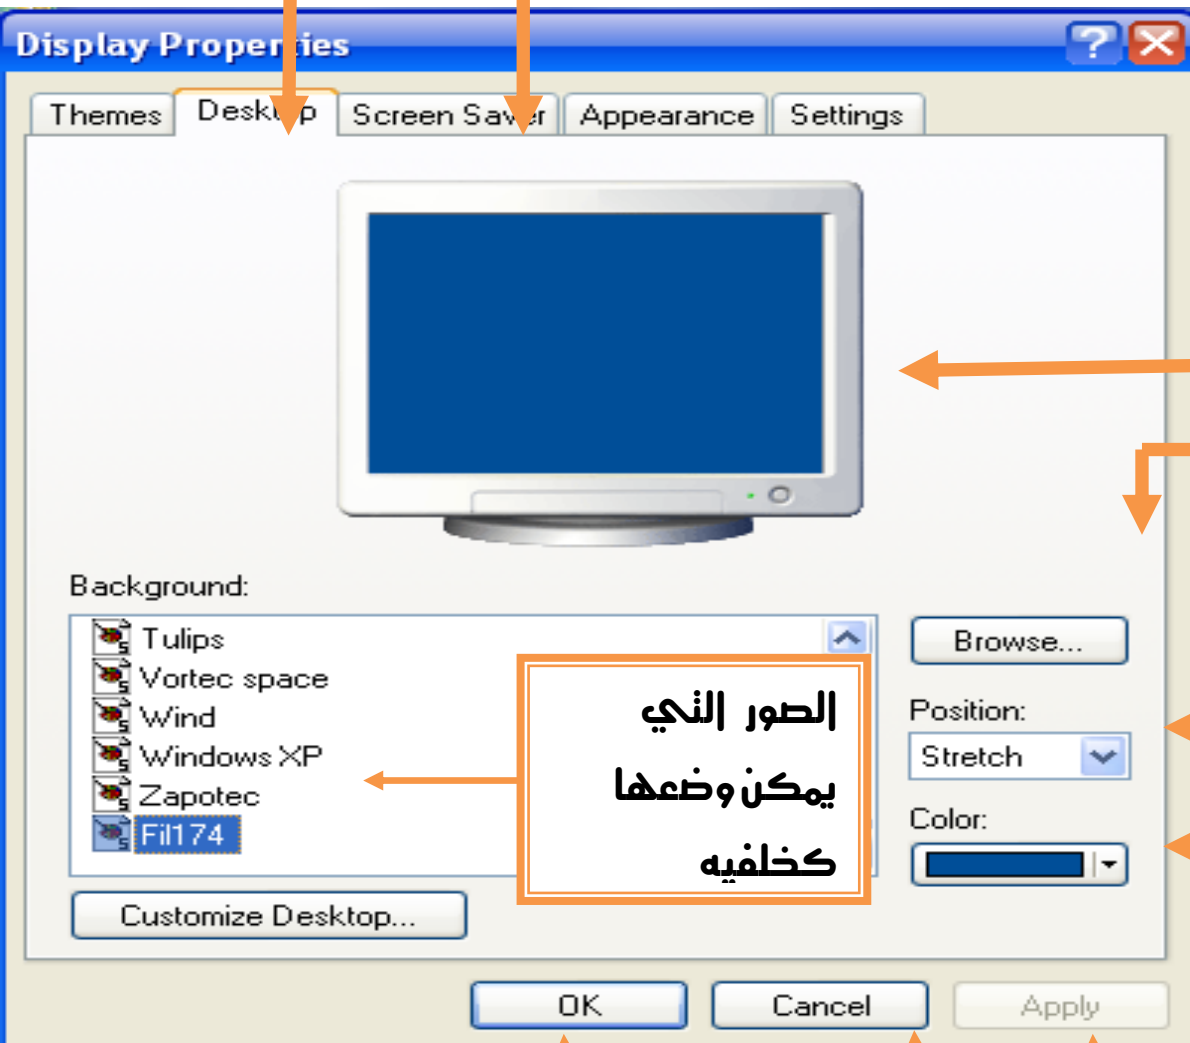 Display Properties
Themes Desktop Screen Saver Appearance Settings
Background:
Tulips
Vortec space
Wind
Windows XP
Zapotec
Fil174
الصور التي
يمكن وضعها
كخلفيه
Browse...
Position:
Stretch
Color:
Customize Desktop...
OK Cancel Apply